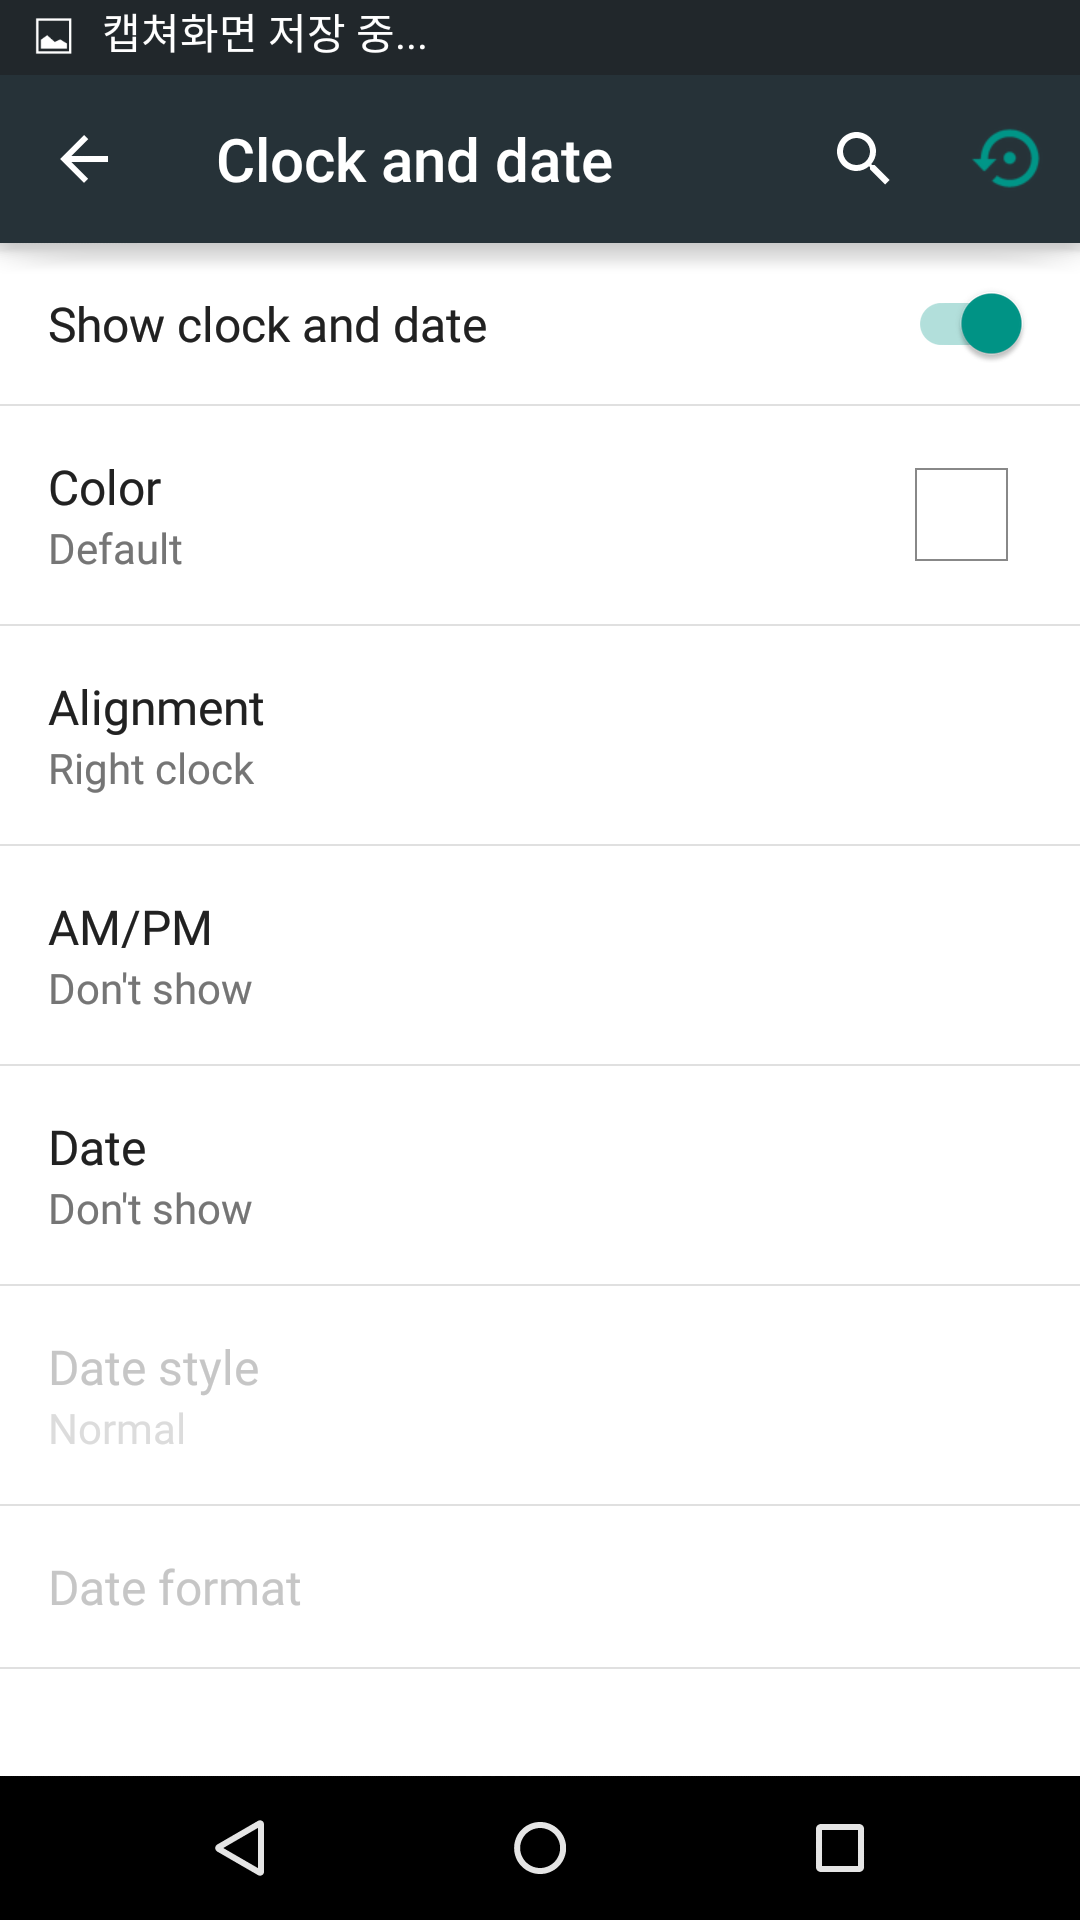 캡쳐화면 저장 중...
Clock and date
Show clock and date
Color
Default
Alignment
Right clock
AM/PM
Don't show
Date
Don't show
Date style
Normal
Date format